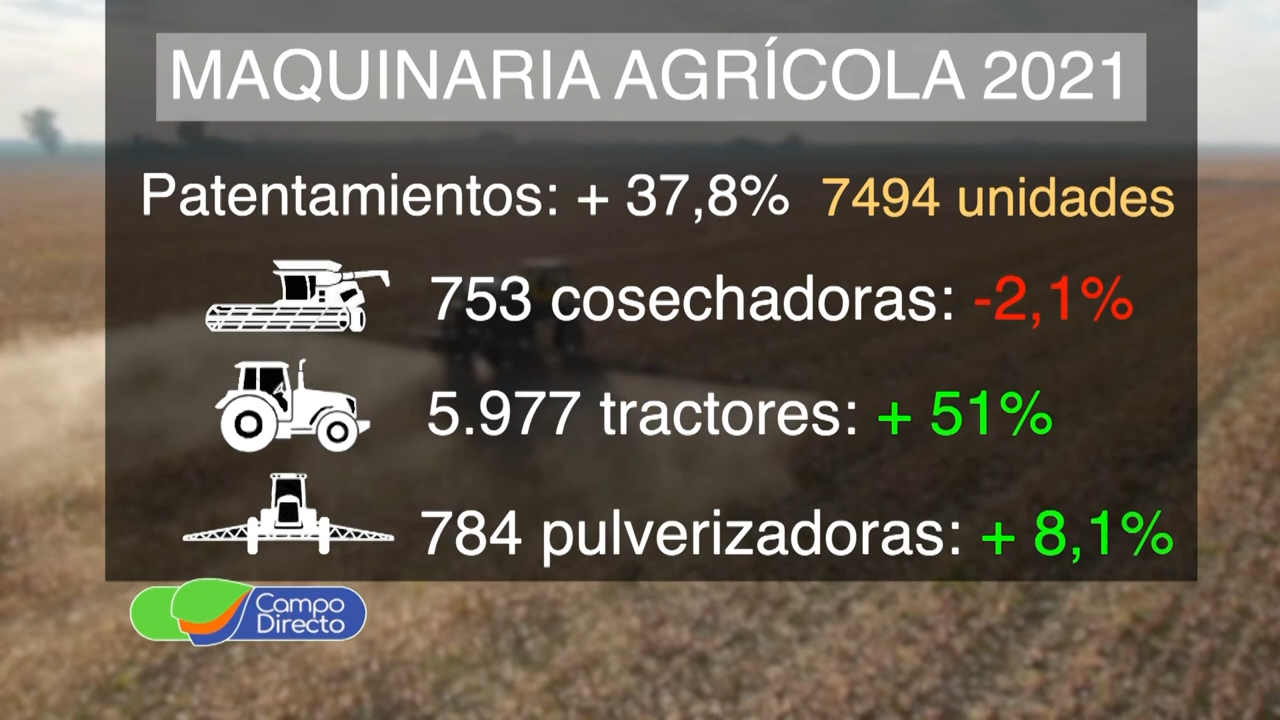 MAQUINARIA AGRÍCOLA 2021
Patentamientos: + 37,8% 7494 unidades
753 cosechadoras: -2,1%
5.977 tractores: + 51%
784 pulverizadoras: + 8,1%
Campo
Directo